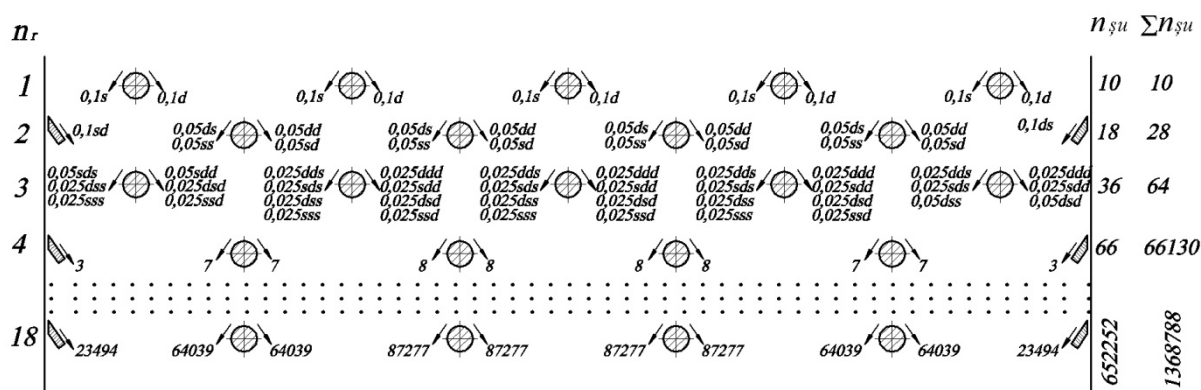 n_r n_șu ∑n_șu
1 0,1s 0,1d 0,1s 0,1d 0,1s 0,1d 0,1s 0,1d 0,1s 0,1d 10 10
2 0,1sd 0,05ds 0,05dd 0,05ds 0,05dd 0,05ds 0,05dd 0,05ds 0,05dd 0,1ds 18 28
0,05ss 0,05sd 0,05ss 0,05sd 0,05ss 0,05sd 0,05ss 0,05sd
0,05sds 0,05sdd 0,025dds 0,025ddd 0,025dds 0,025ddd 0,025dds 0,025ddd 0,025dds 0,025ddd
3 0,025dss 0,025dsd 0,025sds 0,025sdd 0,025sds 0,025sdd 0,025sds 0,025sdd 0,025sds 0,025sdd 36 64
0,025sss 0,025ssd 0,025dss 0,025dsd 0,025dss 0,025dsd 0,025dss 0,025dsd 0,05dss 0,05dsd
0,025sss 0,025ssd 0,025sss 0,025ssd 0,025sss 0,025ssd
4 3 7 7 8 8 8 8 7 7 3 66 66130
18 23494 64039 64039 87277 87277 87277 87277 64039 64039 23494 652252 1368788